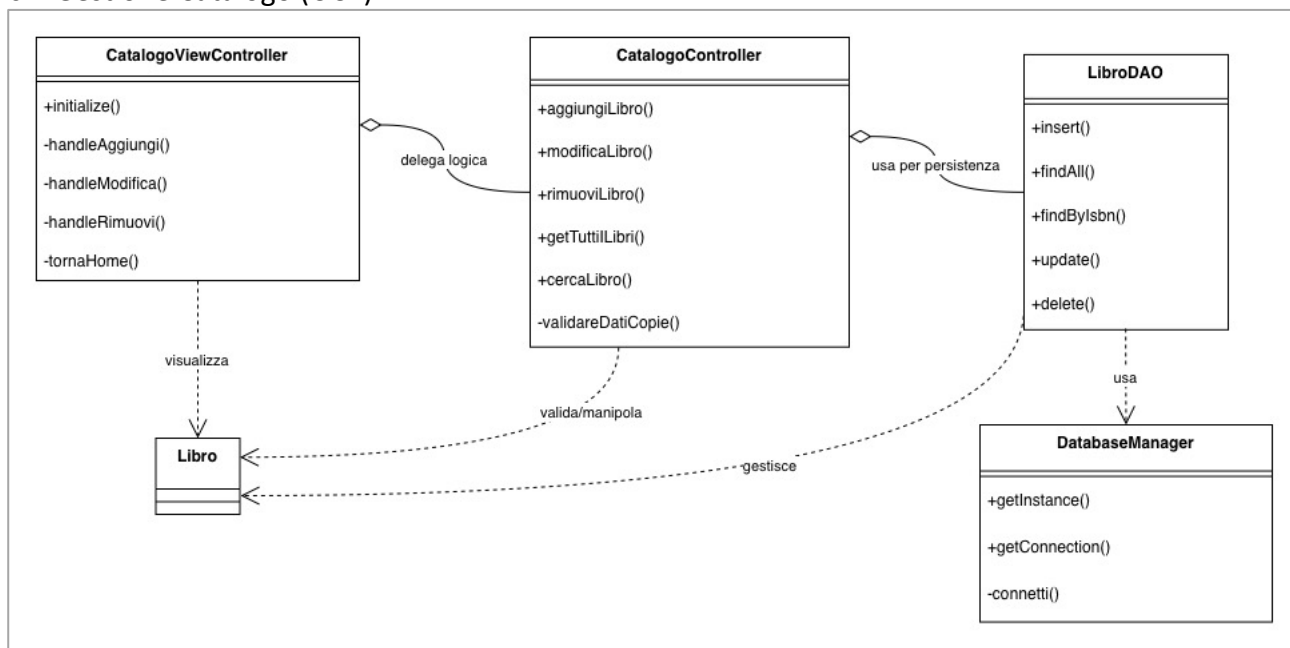 CatalogoViewController
+initialize()
-handleAggiungi()
-handleModifica()
-handleRimuovi()
-tornaHome()
delega logica
CatalogoController
+aggiungiLibro()
+modificaLibro()
+rimuoviLibro()
+getTuttiILibri()
+cercaLibro()
-validareDatiCopie()
usa per persistenza
LibroDAO
+insert()
+findAll()
+findByIsbn()
+update()
+delete()
visualizza
valida/manipola
gestisce
usa
Libro
DatabaseManager
+getInstance()
+getConnection()
-connetti()